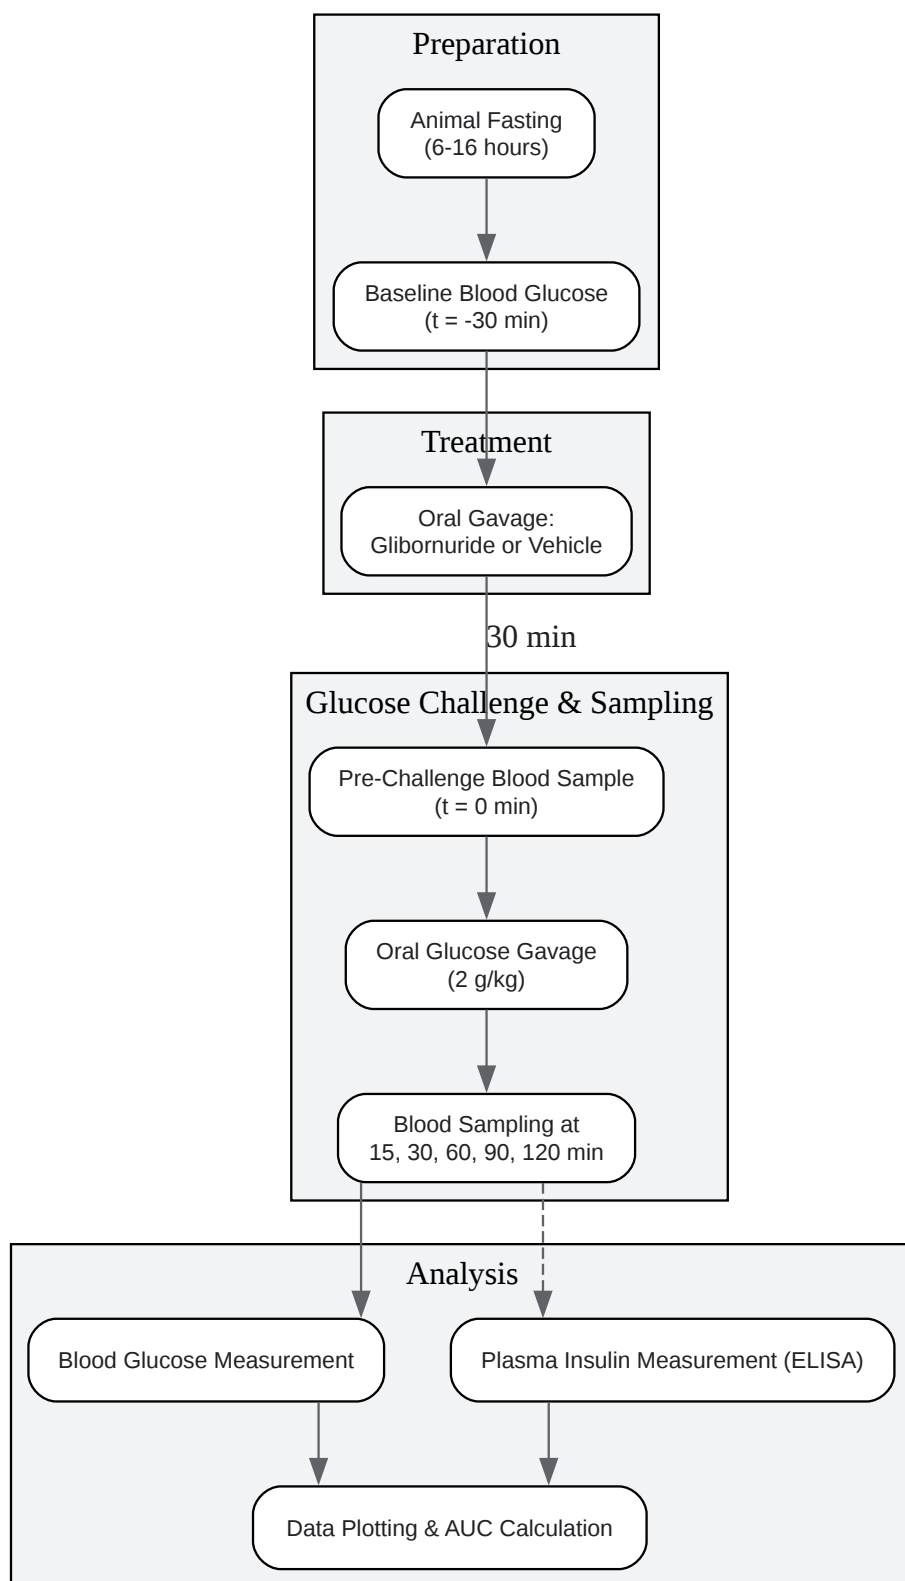 Preparation
Animal Fasting
(6-16 hours)
Baseline Blood Glucose
(t = -30 min)
Treatment
Oral Gavage:
Glibornuride or Vehicle
30 min
Glucose Challenge & Sampling
Pre-Challenge Blood Sample
(t = 0 min)
Oral Glucose Gavage
(2 g/kg)
Blood Sampling at
15, 30, 60, 90, 120 min
Analysis
Blood Glucose Measurement
Plasma Insulin Measurement (ELISA)
Data Plotting & AUC Calculation